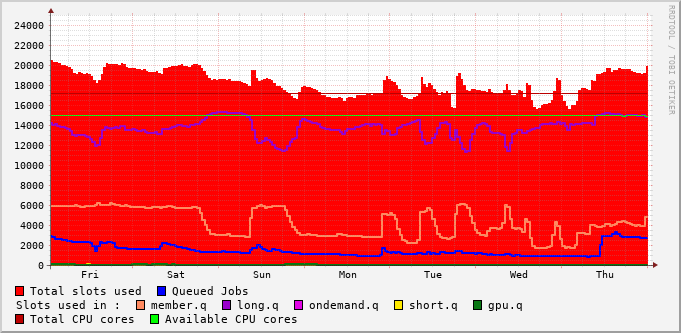 RRDTOOL / TOBI OETIKER
24000
22000
20000
18000
16000
14000
12000
10000
8000
6000
4000
2000
0
Fri Sat Sun Mon Tue Wed Thu
Total slots used Queued Jobs
Slots used in : member.q long.q ondemand.q short.q gpu.q
Total CPU cores Available CPU cores